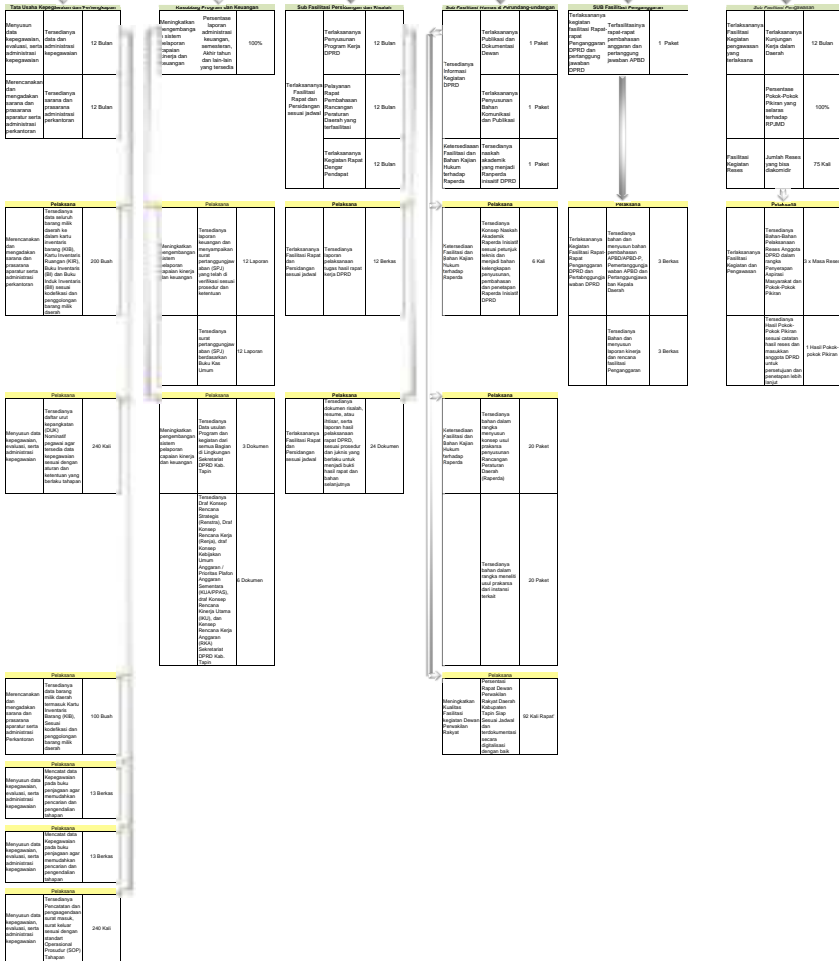 Tata Usaha Kepegawaian dan Perlengkapan
Menyusun
data
kepegawaian,
evaluasi, serta
administrasi
kepegawaian
Tersedianya
data dan
administrasi
kepegawaian
12 Bulan
Merencanakan
dan
mengadakan
sarana dan
prasarana
aparatur serta
administrasi
perkantoran
Tersedianya
sarana dan
prasarana
administrasi
perkantoran
12 Bulan
Program dan Keuangan
Meningkatkan
sistem
pelaporan
capaian
kinerja dan
keuangan
Persentase
laporan
administrasi
keuangan,
semesteran,
Akhir tahun
dan lain-lain
yang tersedia
100%
Sub Fasilitasi Persidangan dan Risalah
Terlaksananya
Fasilitasi
Rapat dan
Persidangan
sesuai jadwal
Terlaksananya
Penyusunan
Program Kerja
DPRD
12 Bulan
Pelayanan
Rapat
Pembahasan
Rancangan
Peraturan
Daerah yang
terfasilitasi
12 Bulan
Terlaksananya
Kegiatan Rapat
Dengar
Pendapat
12 Bulan
Sub Fasilitasi Humas & Perundang-undangan
Tersedianya
Informasi
Kegiatan
DPRD
Terlaksananya
Publikasi dan
Dokumentasi
Dewan
1 Paket
Terlaksananya
Penyusunan
Bahan
Komunikasi
dan Publikasi
1 Paket
Ketersediaaan
Fasilitasi dan
Bahan Kajian
Hukum
terhadap
Raperda
Tersedianya
naskah
akademik
yang menjadi
Ranperda
inisiatif DPRD
1 Paket
SUB Fasilitasi Penganggaran
Terlaksananya
kegiatan
fasilitasi Rapat-
rapat
Penganggaran
DPRD dan
pertanggung
jawaban
DPRD
Terfasilitasinya
rapat-rapat
pembahasan
anggaran dan
pertanggung
jawaban APBD
1 Paket
Sub Fasilitasi Pengawasan
Terlaksananya
Fasilitasi
Kegiatan
pengawasan
yang
terlaksana
Terlaksananya
Kunjungan
Kerja dalam
Daerah
12 Bulan
Persentase
Pokok-Pokok
Pikiran yang
selaras
terhadap
RPJMD
100%
Fasilitasi
Kegiatan
Reses
Jumlah Reses
yang bisa
diakomidir
75 Kali
Pelaksana
Merencanakan
dan
mengadakan
sarana dan
prasarana
aparatur serta
administrasi
perkantoran
Tersedianya
data seluruh
barang milik
daerah ke
dalam kartu
inventaris
barang (KIB),
Kartu Inventaris
Ruangan (KIR),
Buku Inventaris
(BI) dan Buku
Induk Inventaris
(BII) sesuai
kodefikasi dan
penggolongan
barang milik
daerah
200 Buah
Pelaksana
Meningkatkan
pengembangan
sistem
pelaporan
capaian kinerja
dan keuangan
Tersedianya
laporan
keuangan dan
menyampaikan
surat
pertanggungjaw
aban (SPJ)
yang telah di
verifikasi sesuai
prosedur dan
ketentuan
12 Laporan
Tersedianya
surat
pertanggungjaw
aban (SPJ)
berdasarkan
Buku Kas
Umum
12 Laporan
Pelaksana
Terlaksananya
Fasilitasi Rapat
dan
Persidangan
sesuai jadwal
Tersedianya
laporan
pelaksanaan
tugas hasil rapat
kerja DPRD
12 Berkas
Pelaksana
Ketersediaan
Fasilitasi dan
Bahan Kajian
Hukum
terhadap
Raperda
Tersedianya
Konsep Naskah
Akademik
Raperda Inisiatif
sesuai petunjuk
teknis dan
menjadi bahan
kelengkapan
penyusunan,
pembahasan
dan penetapan
Raperda Inisiatif
DPRD
6 Kali
Pelaksana
Terlaksananya
Kegiatan
Fasilitasi Rapat-
Rapat
Penganggaran
DPRD dan
Pertanggungja
waban DPRD
Tersedianya
bahan dan
menyusun bahan
pembahasan
APBD/APBD-P,
Pertanggungja
waban APBD dan
Pertanggungjawa
ban Kepala
Daerah
3 Berkas
Tersedianya
Bahan dan
menyusun
laporan kinerja
dan rencana
fasilitasi
Penganggaran
3 Berkas
Pelaksana
Terlaksananya
Fasilitasi
Kegiatan dan
Pengawasan
Tersedianya
Bahan-Bahan
Pelaksanaan
Reses Anggota
DPRD dalam
rangka
Penyerapan
Aspirasi
Masyarakat dan
Pokok-Pokok
Pikiran
3 x Masa Reses
Tersedianya
Hasil Pokok-
Pokok Pikiran
sesuai catatan
hasil reses dan
masukkan
anggota DPRD
untuk
persetujuan dan
penetapan lebih
lanjut
1 Hasil Pokok-
pokok Pikiran
Pelaksana
Menyusun data
kepegawaian,
evaluasi, serta
administrasi
kepegawaian
Tersedianya
daftar urut
kepangkatan
(DUK)
Nominatif
pegawai agar
tersedia data
kepegawaian
sesuai dengan
aturan dan
ketentuan yang
berlaku tahapan
240 Kali
Pelaksana
Meningkatkan
pengembangan
sistem
pelaporan
capaian kinerja
dan keuangan
Tersedianya
Data usulan
Program dan
kegiatan dari
semua Bagian
di Lingkungan
Sekretariat
DPRD Kab.
Tapin
3 Dokumen
Tersedianya
Draf Konsep
Rencana
Strategis
(Renstra), Draf
Konsep
Rencana Kerja
(Renja), draf
Konsep
Kebijakan
Umum
Anggaran /
Prioritas Plafon
Anggaran
Sementara
(KUA/PPAS),
draf Konsep
Rencana
Kinerja Utama
(IKU), dan
Konsep
Rencana Kerja
Anggaran
(RKA)
Sekretariat
DPRD Kab.
Tapin
6 Dokumen
Pelaksana
Terlaksananya
Fasilitasi Rapat
dan
Persidangan
sesuai jadwal
Tersedianya
dokumen risalah,
resume, atau
ihtisar, serta
laporan hasil
pelaksanaan
rapat DPRD,
sesuai prosedur
dan juknis yang
berlaku untuk
menjadi bukti
hasil rapat dan
bahan
selanjutnya
24 Dokumen
Pelaksana
Ketersediaan
Fasilitasi dan
Bahan Kajian
Hukum
terhadap
Raperda
Tersedianya
bahan dalam
rangka
menyusun
konsep usul
prakarsa
penyusunan
Rancangan
Peraturan
Daerah
(Raperda)
20 Paket
Tersedianya
bahan dalam
rangka meneliti
usul prakarsa
dari instansi
terkait
20 Paket
Pelaksana
Merencanakan
dan
mengadakan
sarana dan
prasarana
aparatur serta
administrasi
Perkantoran
Tersedianya
data barang
milik daerah
termasuk Kartu
Inventaris
Barang (KIB),
Sesuai
kodefikasi dan
penggolongan
barang milik
daerah
100 Buah
Pelaksana
Meningkatkan
Kualitas
Fasilitasi
kegiatan Dewan
Perwakilan
Rakyat
Persentesi
Rapat Dewan
Perwakilan
Rakyat Daerah
Kabupaten
Tapin Siap
Sesuai Jadwal
dan
terdokumentasi
secara
digitalisasi
dengan baik
92 Kali Rapat'
Pelaksana
Menyusun data
kepegawaian,
evaluasi, serta
administrasi
kepegawaian
Mencatat data
Kepegawaian
pada buku
penjagaan agar
memudahkan
pencarian dan
pengendalian
tahapan
13 Berkas
Pelaksana
Menyusun data
kepegawaian,
evaluasi, serta
administrasi
kepegawaian
Mencatat data
Kepegawaian
pada buku
penjagaan agar
memudahkan
pencarian dan
pengendalian
tahapan
13 Berkas
Pelaksana
Menyusun data
kepegawaian,
evaluasi, serta
administrasi
kepegawaian
Tersedianya
Pencatatan dan
pengagendaan
surat masuk,
surat keluar
sesuai dengan
standart
Operasional
Prosudur (SOP)
Tahapan
240 Kali